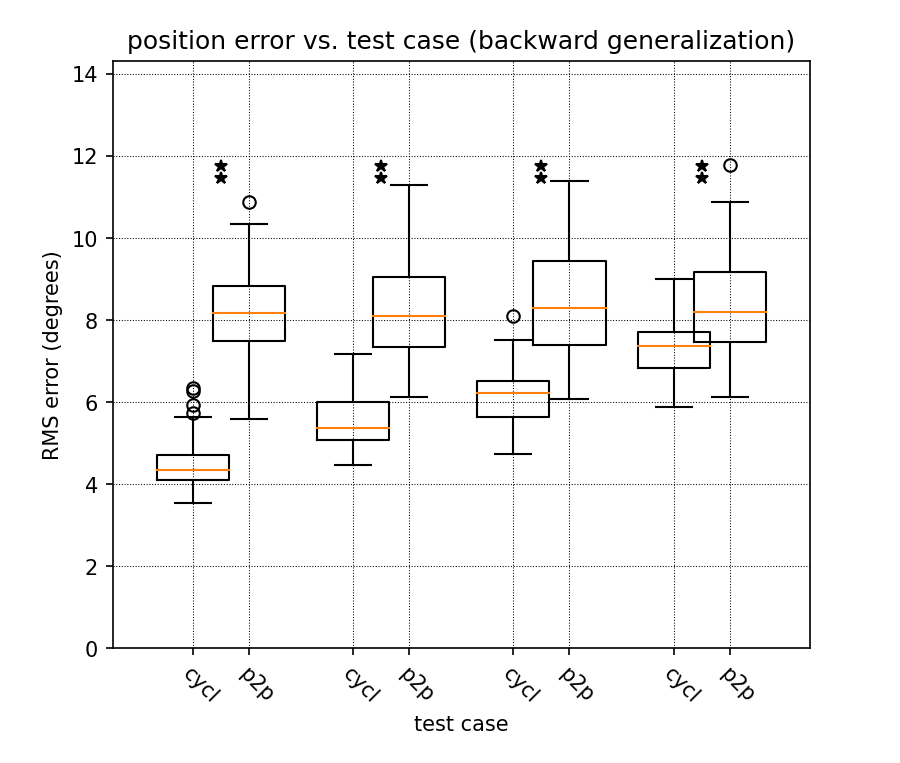 position error vs. test case (backward generalization)
RMS error (degrees)
14
12
10
8
6
4
2
0
cycl p2p cycl p2p cycl p2p cycl p2p
test case